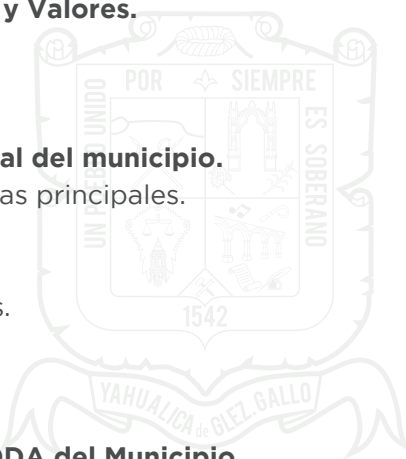 y Valores.
POR SIEMPRE
UN PUEBLO UNIDO
ES SOBERANO
al del municipio.
as principales.
s.
1542
YAHUALICA de GLEZ. GALLO
ODA del Municipio